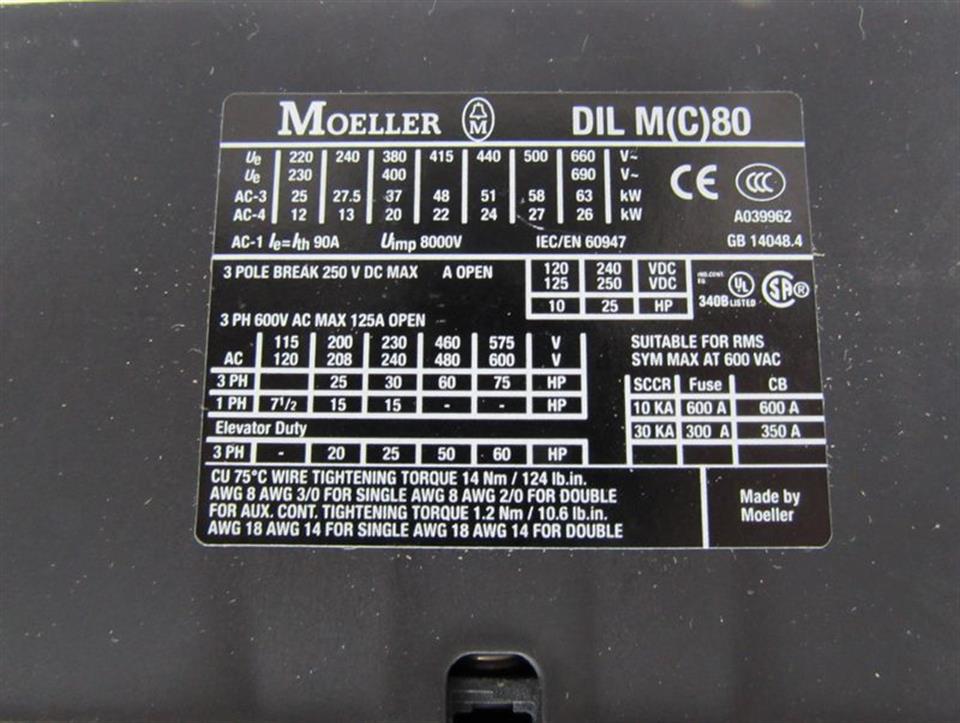 MOELLER M DIL M(C)80
Ue 220 240 380 415 440 500 660 V~
Ue 230 400 690 V~
AC-3 25 27.5 37 48 51 58 63 kW
AC-4 12 13 20 22 24 27 26 kW
CE CCC
A039962
AC-1 Ie=Ith 90A Uimp 8000V IEC/EN 60947 GB 14048.4
3 POLE BREAK 250 V DC MAX A OPEN
120 240 VDC
125 250 VDC
10 25 HP
IND.CONT. EQ.
340B UL LISTED SA ®
3 PH 600V AC MAX 125A OPEN
115 200 230 460 575 V
AC 120 208 240 480 600 V
3 PH 25 30 60 75 HP
1 PH 7 1/2 15 15 - - HP
Elevator Duty
3 PH - 20 25 50 60 HP
SUITABLE FOR RMS
SYM MAX AT 600 VAC
SCCR Fuse CB
10 KA 600 A 600 A
30 KA 300 A 350 A
CU 75°C WIRE TIGHTENING TORQUE 14 Nm / 124 lb.in.
AWG 8 AWG 3/0 FOR SINGLE AWG 8 AWG 2/0 FOR DOUBLE
FOR AUX. CONT. TIGHTENING TORQUE 1.2 Nm / 10.6 lb.in.
AWG 18 AWG 14 FOR SINGLE AWG 18 AWG 14 FOR DOUBLE
Made by
Moeller